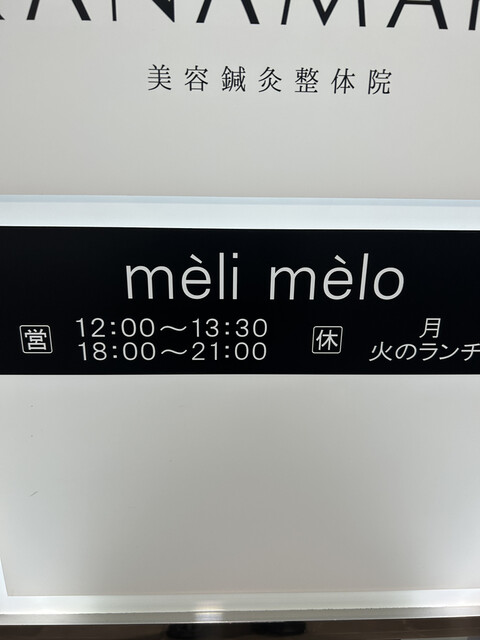 美容鍼灸整体院
mèli mèlo
営 12:00～13:30 休 月
18:00～21:00 火のランチ